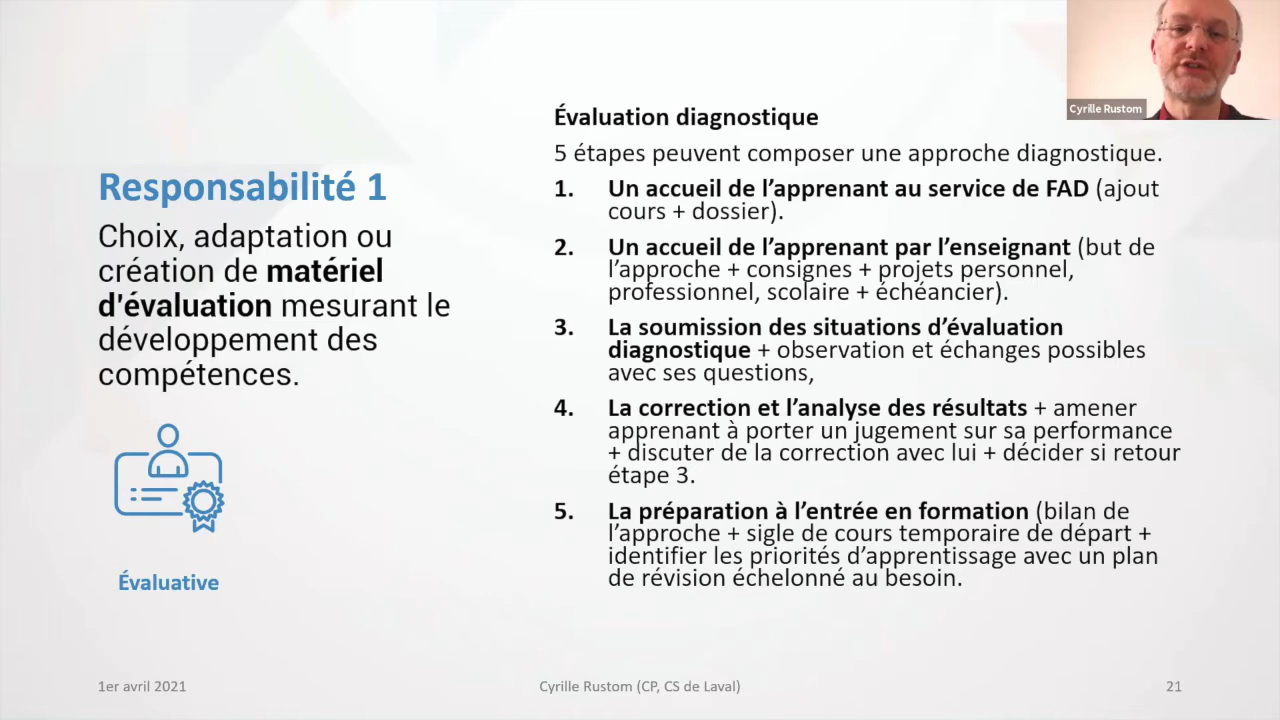 Cyrille Rustom
Responsabilité 1
Choix, adaptation ou
création de matériel
d'évaluation mesurant le
développement des
compétences.
Évaluative
Évaluation diagnostique
5 étapes peuvent composer une approche diagnostique.
1. Un accueil de l’apprenant au service de FAD (ajout
cours + dossier).
2. Un accueil de l’apprenant par l’enseignant (but de
l’approche + consignes + projets personnel,
professionnel, scolaire + échéancier).
3. La soumission des situations d’évaluation
diagnostique + observation et échanges possibles
avec ses questions,
4. La correction et l’analyse des résultats + amener
apprenant à porter un jugement sur sa performance
+ discuter de la correction avec lui + décider si retour
étape 3.
5. La préparation à l’entrée en formation (bilan de
l’approche + sigle de cours temporaire de départ +
identifier les priorités d’apprentissage avec un plan
de révision échelonné au besoin.
1er avril 2021
Cyrille Rustom (CP, CS de Laval)
21